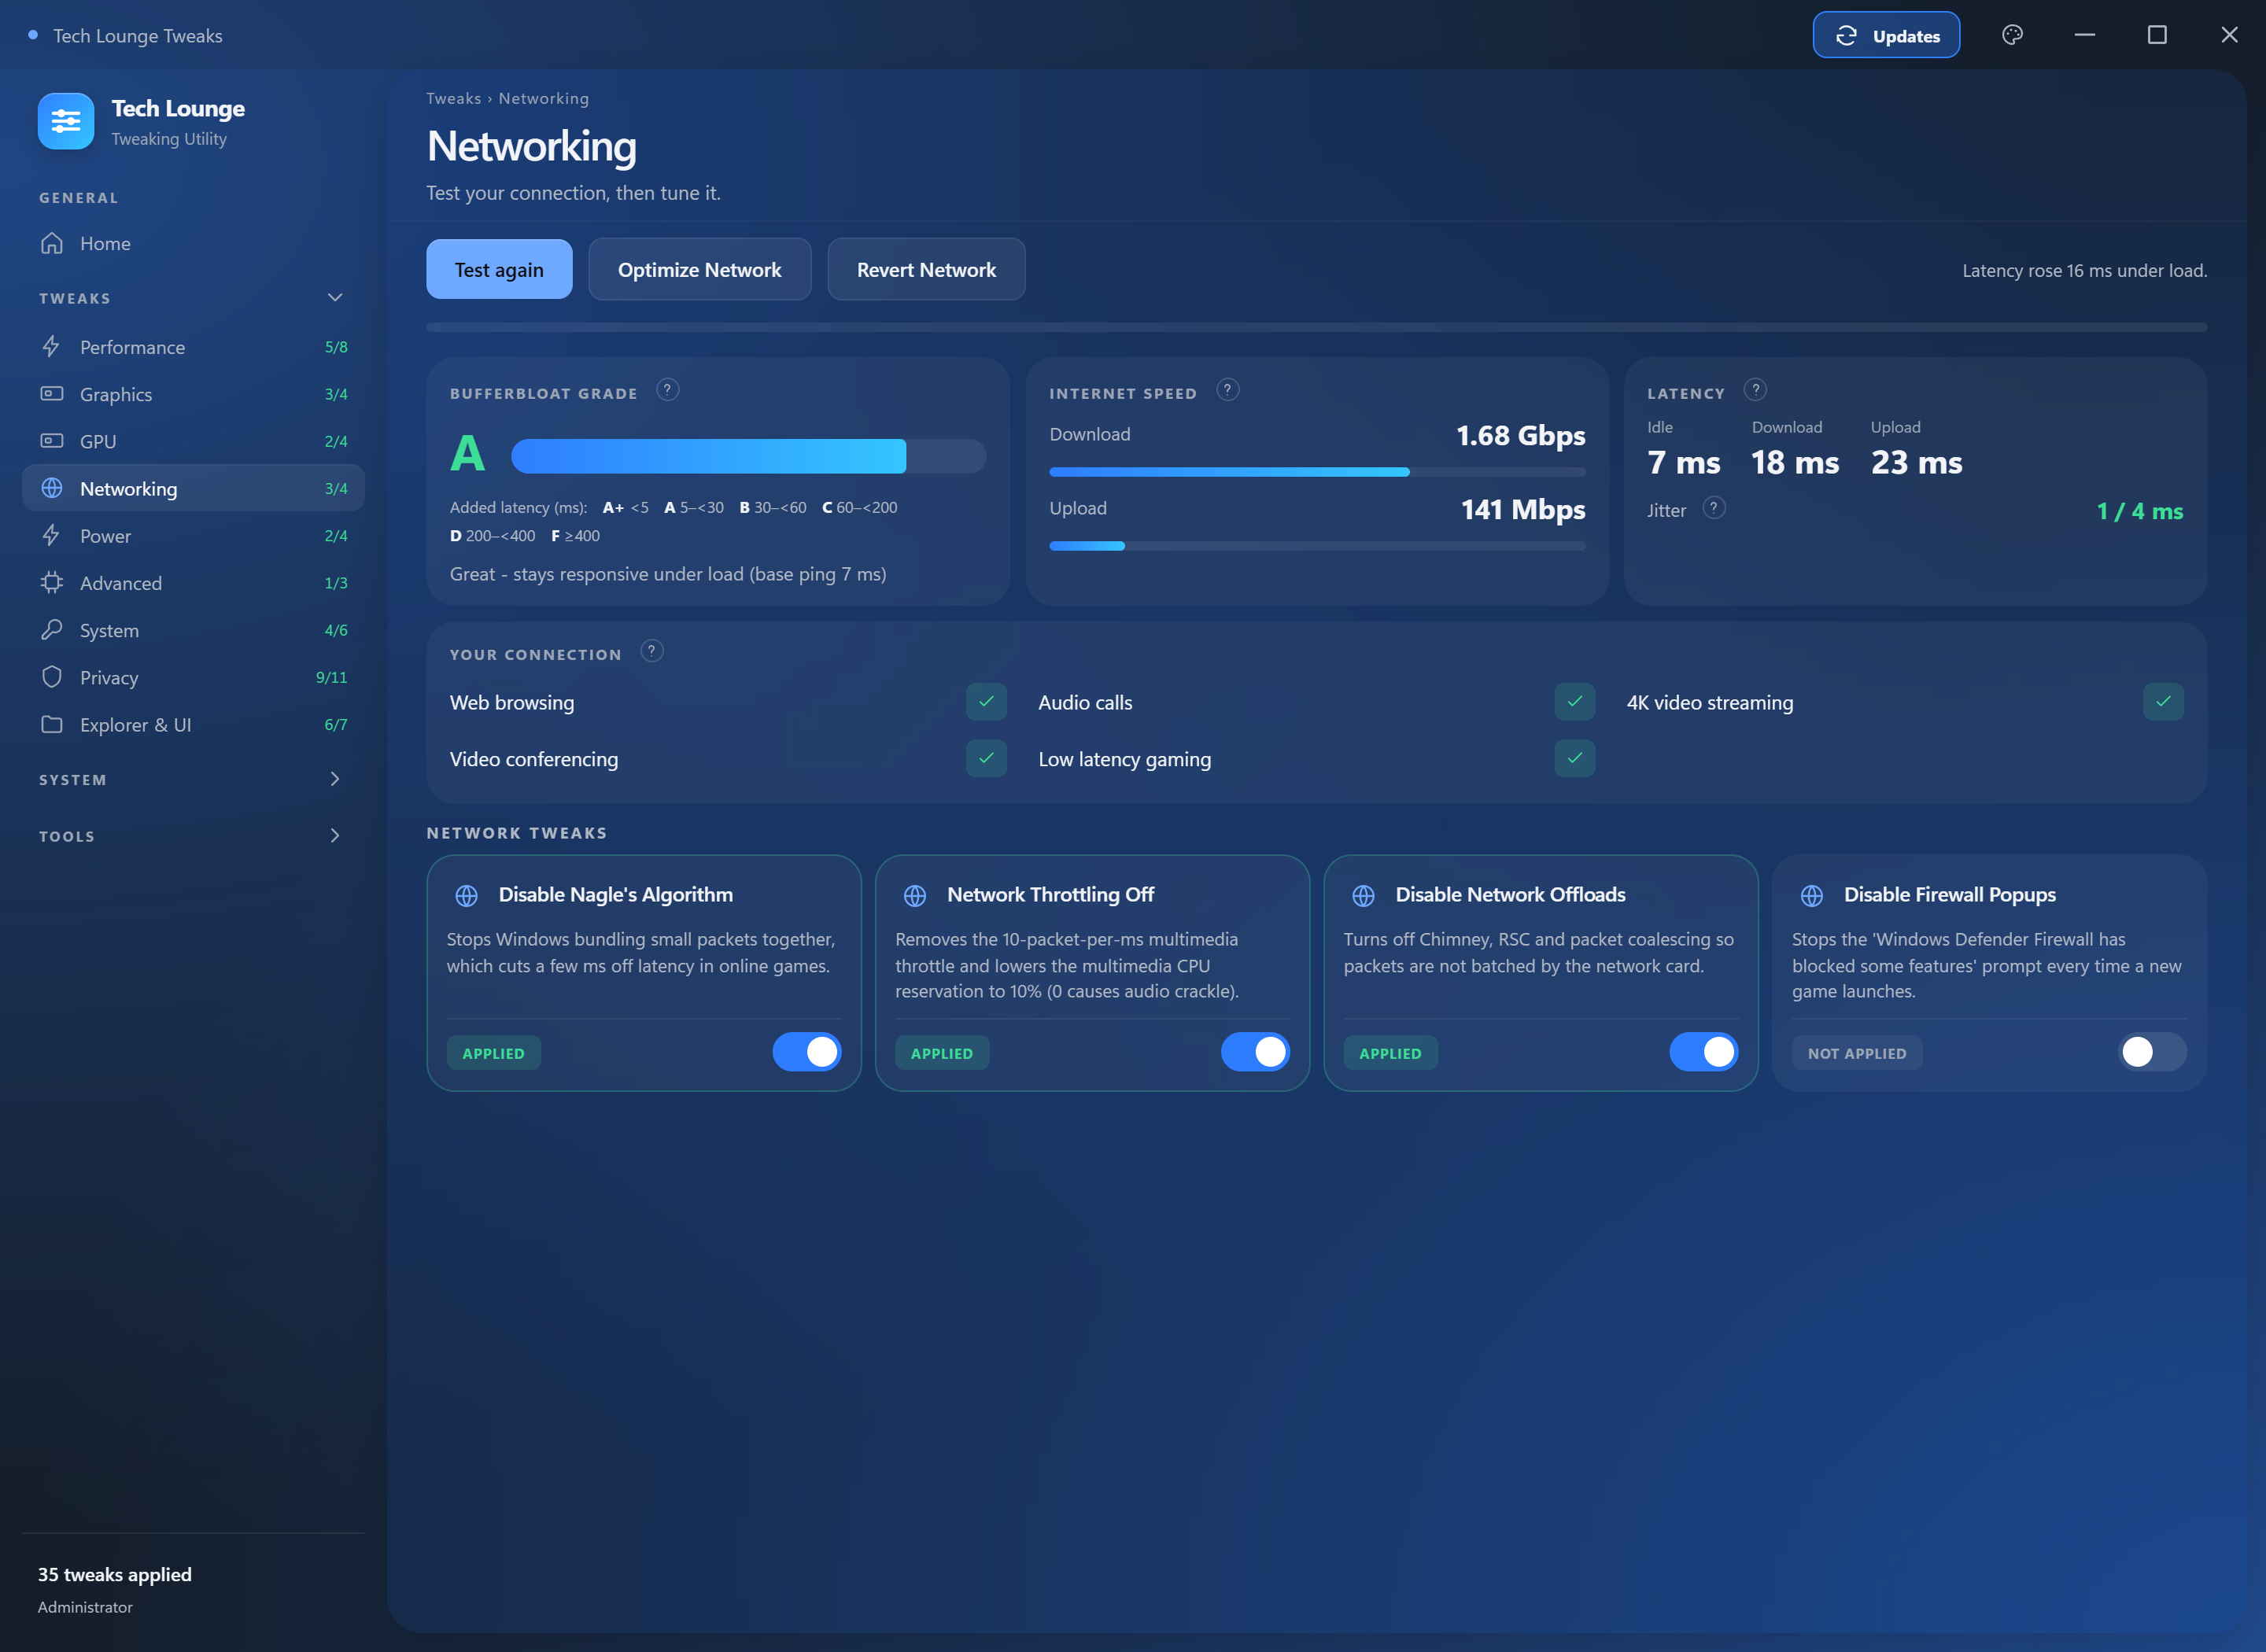 Tech Lounge Tweaks
Updates
Tech Lounge
Tweaking Utility
GENERAL
Home
TWEAKS
Performance 5/8
Graphics 3/4
GPU 2/4
Networking 3/4
Power 2/4
Advanced 1/3
System 4/6
Privacy 9/11
Explorer & UI 6/7
SYSTEM
TOOLS
35 tweaks applied
Administrator
Tweaks › Networking
Networking
Test your connection, then tune it.
Test again
Optimize Network
Revert Network
Latency rose 16 ms under load.
BUFFERBLOAT GRADE ?
A
Added latency (ms): A+ <5 A 5–<30 B 30–<60 C 60–<200
D 200–<400 F ≥400
Great - stays responsive under load (base ping 7 ms)
INTERNET SPEED ?
Download 1.68 Gbps
Upload 141 Mbps
LATENCY ?
Idle Download Upload
7 ms 18 ms 23 ms
Jitter ? 1 / 4 ms
YOUR CONNECTION ?
Web browsing Audio calls 4K video streaming
Video conferencing Low latency gaming
NETWORK TWEAKS
Disable Nagle's Algorithm
Stops Windows bundling small packets together,
which cuts a few ms off latency in online games.
APPLIED
Network Throttling Off
Removes the 10-packet-per-ms multimedia
throttle and lowers the multimedia CPU
reservation to 10% (0 causes audio crackle).
APPLIED
Disable Network Offloads
Turns off Chimney, RSC and packet coalescing so
packets are not batched by the network card.
APPLIED
Disable Firewall Popups
Stops the 'Windows Defender Firewall has
blocked some features' prompt every time a new
game launches.
NOT APPLIED